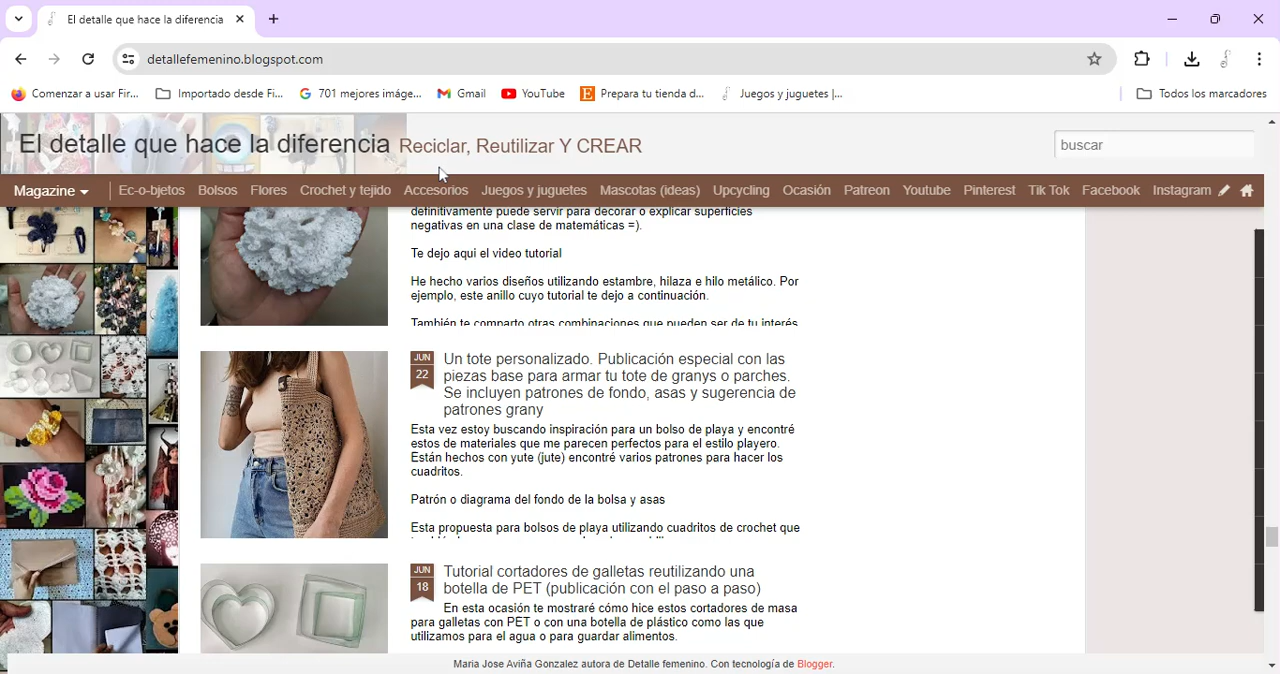 El detalle que hace la diferencia
detallefemenino.blogspot.com
Comenzar a usar Fir...
Importado desde Fi...
701 mejores imáge...
Gmail
YouTube
Prepara tu tienda d...
Juegos y juguetes |...
Todos los marcadores
El detalle que hace la diferencia Reciclar, Reutilizar Y CREAR
buscar
Magazine Ec-o-bjetos Bolsos Flores Crochet y tejido Accesorios Juegos y juguetes Mascotas (ideas) Upcycling Ocasión Patreon Youtube Pinterest Tik Tok Facebook Instagram
definitivamente puede servir para decorar o explicar superficies
negativas en una clase de matemáticas =).
Te dejo aqui el video tutorial
He hecho varios diseños utilizando estambre, hilaza e hilo metálico. Por
ejemplo, este anillo cuyo tutorial te dejo a continuación.
También te comparto otras combinaciones que pueden ser de tu interés
JUN
22
Un tote personalizado. Publicación especial con las
piezas base para armar tu tote de granys o parches.
Se incluyen patrones de fondo, asas y sugerencia de
patrones grany
Esta vez estoy buscando inspiración para un bolso de playa y encontré
estos de materiales que me parecen perfectos para el estilo playero.
Están hechos con yute (jute) encontré varios patrones para hacer los
cuadritos.
Patrón o diagrama del fondo de la bolsa y asas
Esta propuesta para bolsos de playa utilizando cuadritos de crochet que
JUN
18
Tutorial cortadores de galletas reutilizando una
botella de PET (publicación con el paso a paso)
En esta ocasión te mostraré cómo hice estos cortadores de masa
para galletas con PET o con una botella de plástico como las que
utilizamos para el agua o para guardar alimentos.
Maria Jose Aviña Gonzalez autora de Detalle femenino. Con tecnología de Blogger.